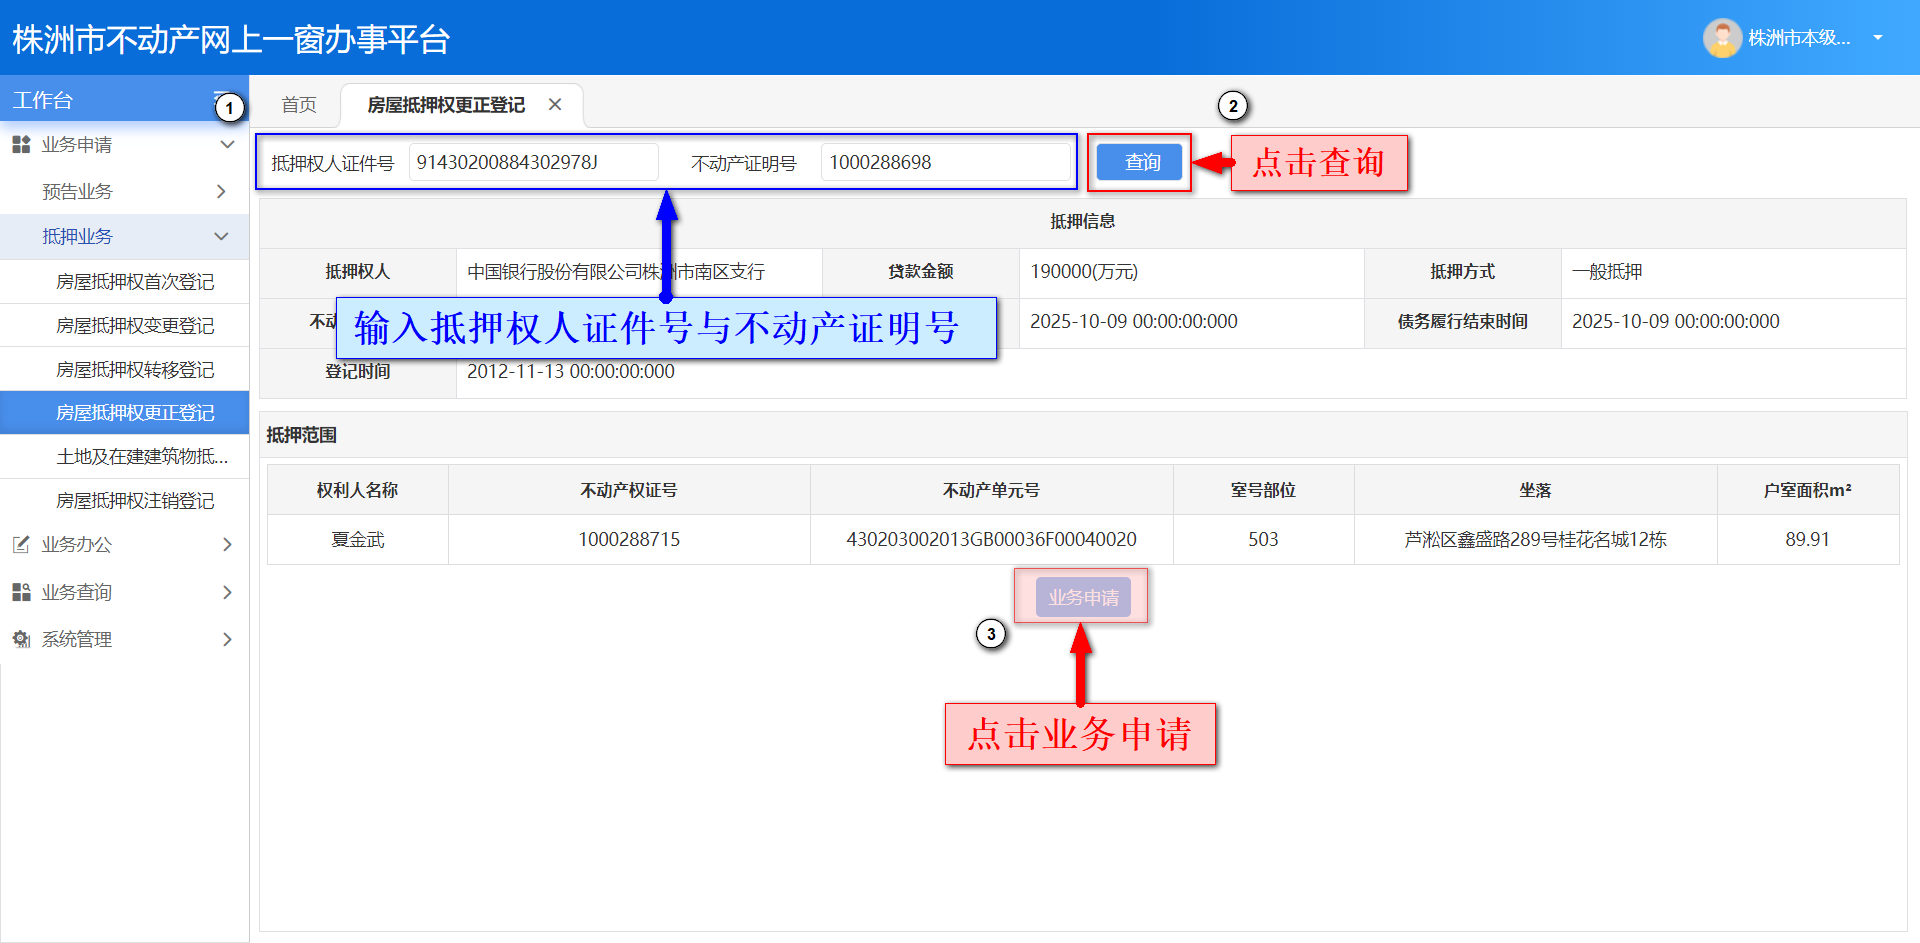 株洲市不动产网上一窗办事平台
株洲市本级...
工作台
1
首页
房屋抵押权更正登记
2
业务申请
预告业务
抵押业务
房屋抵押权首次登记
房屋抵押权变更登记
房屋抵押权转移登记
房屋抵押权更正登记
土地及在建建筑物抵...
房屋抵押权注销登记
业务办公
业务查询
系统管理
抵押权人证件号 91430200884302978J 不动产证明号 1000288698 查询
点击查询
抵押信息
抵押权人 中国银行股份有限公司株洲市南区支行 贷款金额 190000(万元) 抵押方式 一般抵押
不动 2025-10-09 00:00:00:000 债务履行结束时间 2025-10-09 00:00:00:000
输入抵押权人证件号与不动产证明号
登记时间 2012-11-13 00:00:00:000
抵押范围
权利人名称 不动产权证号 不动产单元号 室号部位 坐落 户室面积m²
夏金武 1000288715 430203002013GB00036F00040020 503 芦淞区鑫盛路289号桂花名城12栋 89.91
业务申请
3
点击业务申请